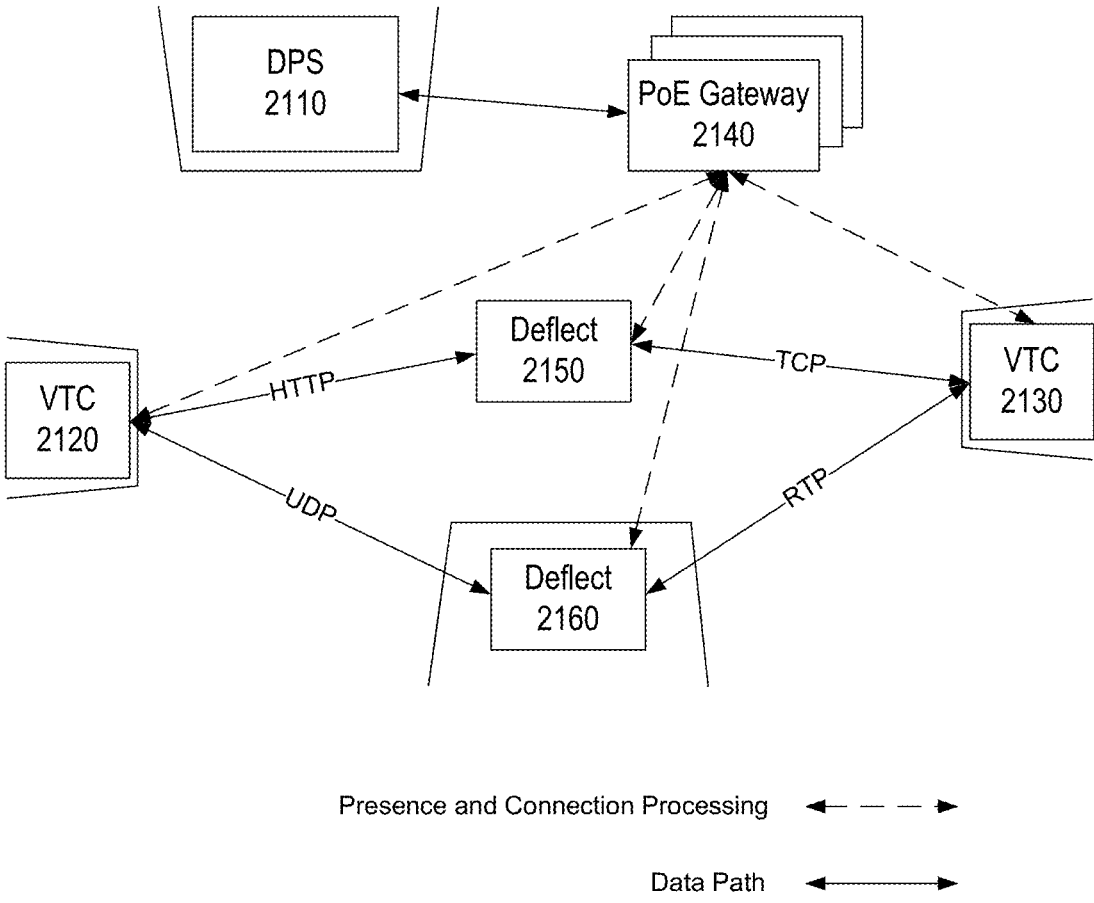 DPS
2110
PoE Gateway
2140
Deflect
2150
HTTP
TCP
VTC
2120
VTC
2130
UDP
RTP
Deflect
2160
Presence and Connection Processing
Data Path